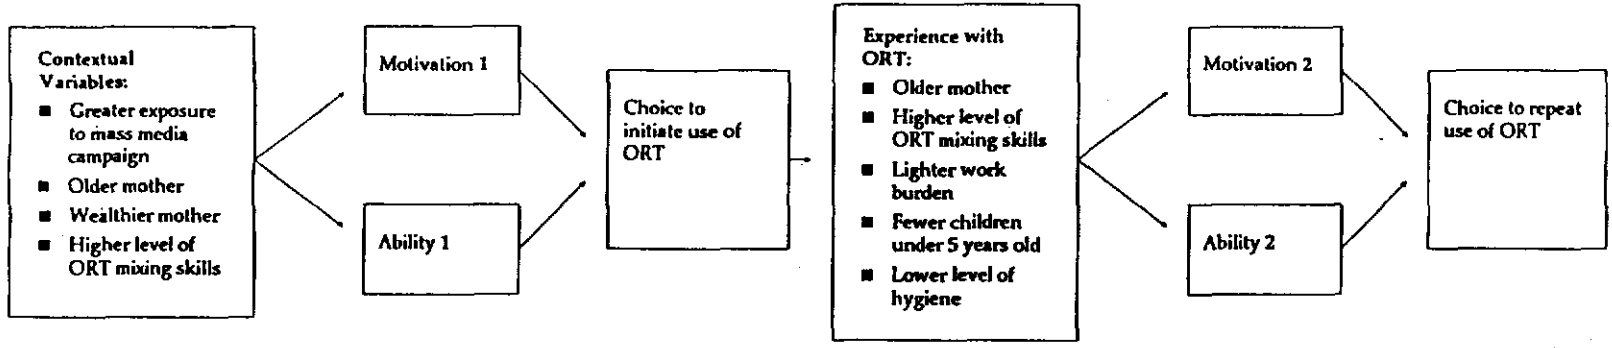 Contextual
Variables:
■ Greater exposure
to mass media
campaign
■ Older mother
■ Wealthier mother
■ Higher level of
ORT mixing skills
Motivation 1
Ability 1
Choice to
initiate use of
ORT
Experience with
ORT:
■ Older mother
■ Higher level of
ORT mixing skills
■ Lighter work
burden
■ Fewer children
under 5 years old
■ Lower level of
hygiene
Motivation 2
Ability 2
Choice to repeat
use of ORT